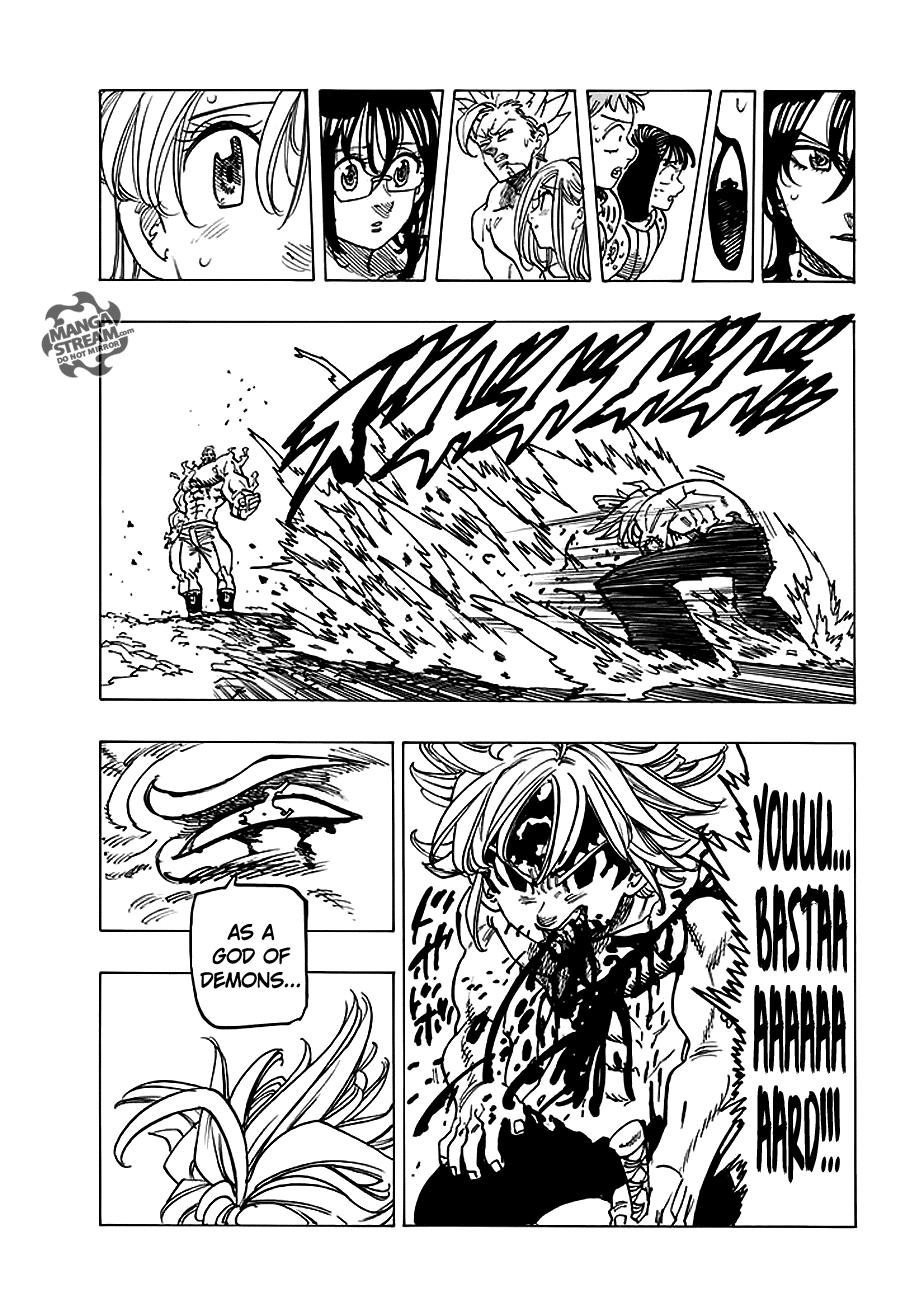 MANGA
STREAM.com
DO NOT MIRROR
YOUUU...
BASTAA
AAAAAA
AARD!!!
AS A
GOD OF
DEMONS...